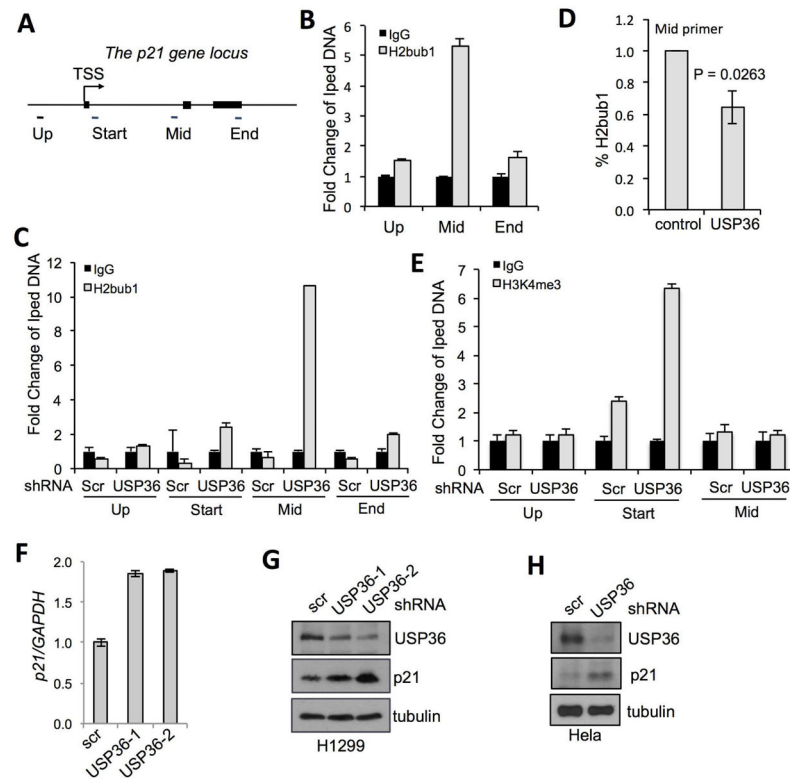 A
The p21 gene locus
TSS
Up Start Mid End
B
Fold Change of Iped DNA
IgG
H2bub1
6
5
4
3
2
1
0
Up Mid End
D
% H2bub1
Mid primer
P = 0.0263
1.2
1.0
0.8
0.6
0.4
0.2
0.0
control USP36
C
Fold Change of Iped DNA
IgG
H2bub1
12
10
8
6
4
2
0
shRNA Scr USP36 Scr USP36 Scr USP36 Scr USP36
Up Start Mid End
E
Fold Change of Iped DNA
IgG
H3K4me3
7
6
5
4
3
2
1
0
shRNA Scr USP36 Scr USP36 Scr USP36
Up Start Mid
F
p21/GAPDH
2.0
1.5
1.0
0.5
0.0
scr USP36-1 USP36-2
G
scr USP36-1 USP36-2 shRNA
USP36
p21
tubulin
H1299
H
scr USP36 shRNA
USP36
p21
tubulin
Hela